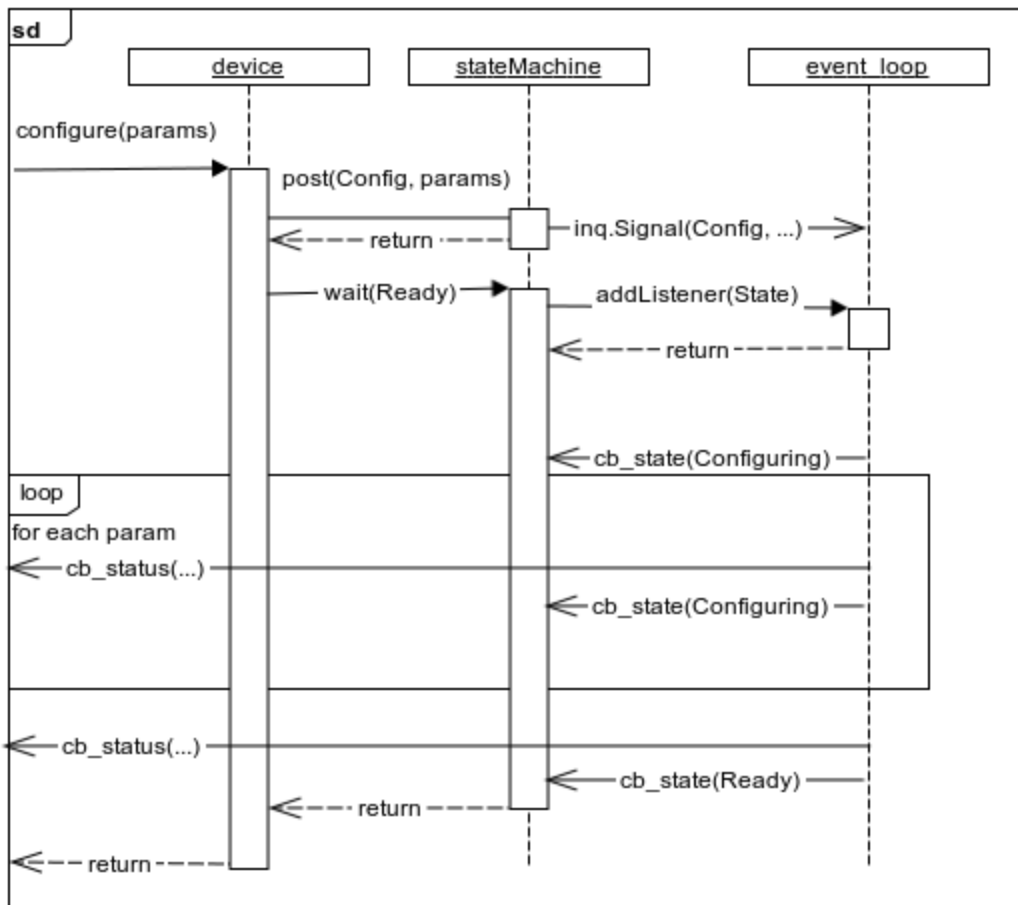 sd
device
stateMachine
event_loop
configure(params)
post(Config, params)
inq.Signal(Config, ...)
return
wait(Ready)
addListener(State)
return
cb_state(Configuring)
loop
for each param
cb_status(...)
cb_state(Configuring)
cb_status(...)
cb_state(Ready)
return
return